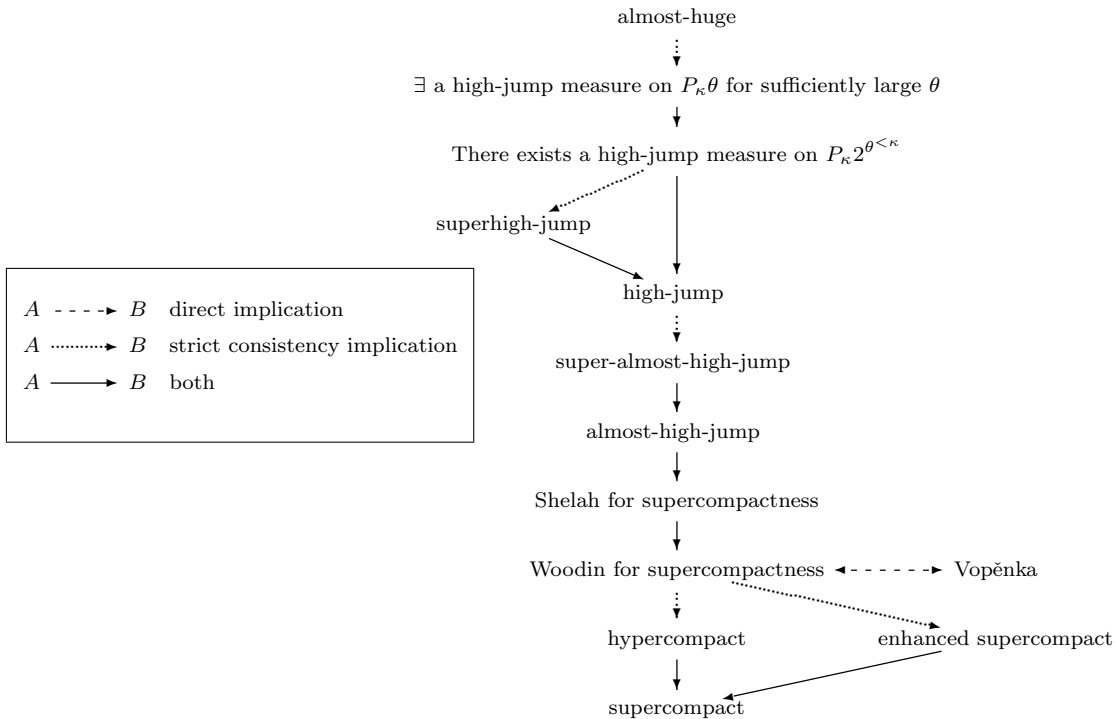 almost-huge
∃ a high-jump measure on P_κθ for sufficiently large θ
There exists a high-jump measure on P_κ2^{θ^{<κ}}
superhigh-jump
high-jump
A B direct implication
A B strict consistency implication
A B both
super-almost-high-jump
almost-high-jump
Shelah for supercompactness
Woodin for supercompactness Vopěnka
hypercompact enhanced supercompact
supercompact